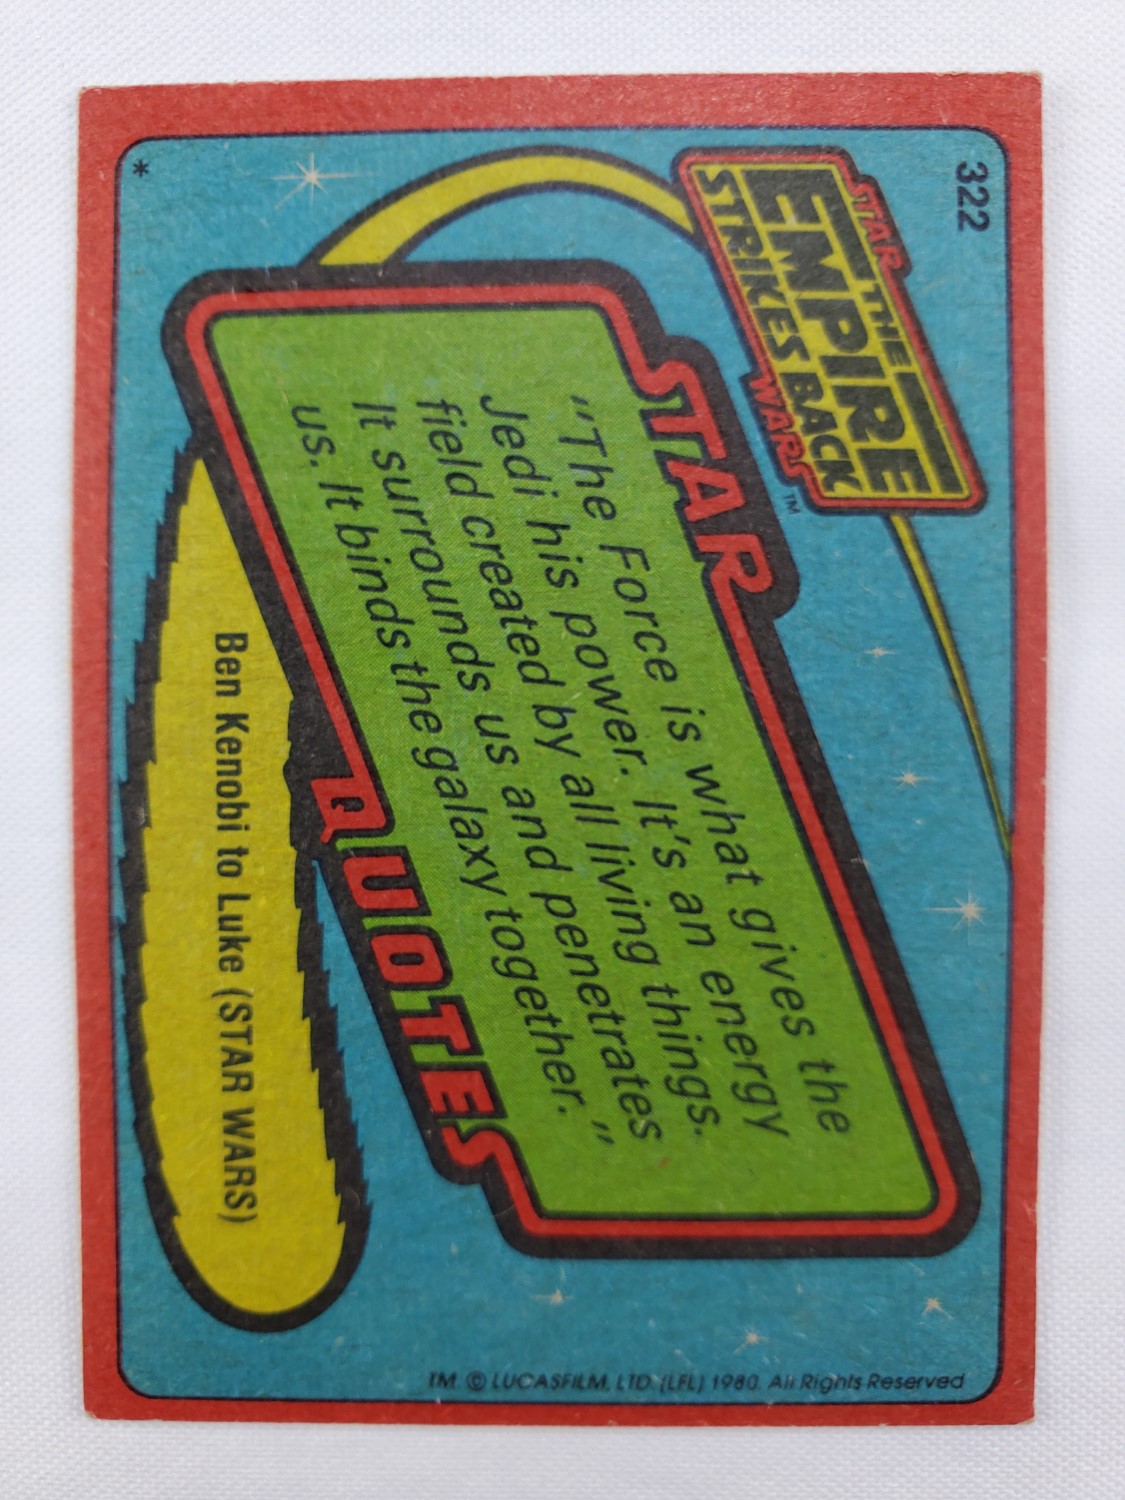 322
STAR
THE
EMPIRE
STRIKES BACK
WARS
TM
STAR
"The Force is what gives the
Jedi his power. It's an energy
field created by all living things.
It surrounds us and penetrates
us. It binds the galaxy together."
QUOTES
Ben Kenobi to Luke (STAR WARS)
*
TM © LUCASFILM, LTD. (LFL) 1980. All Rights Reserved